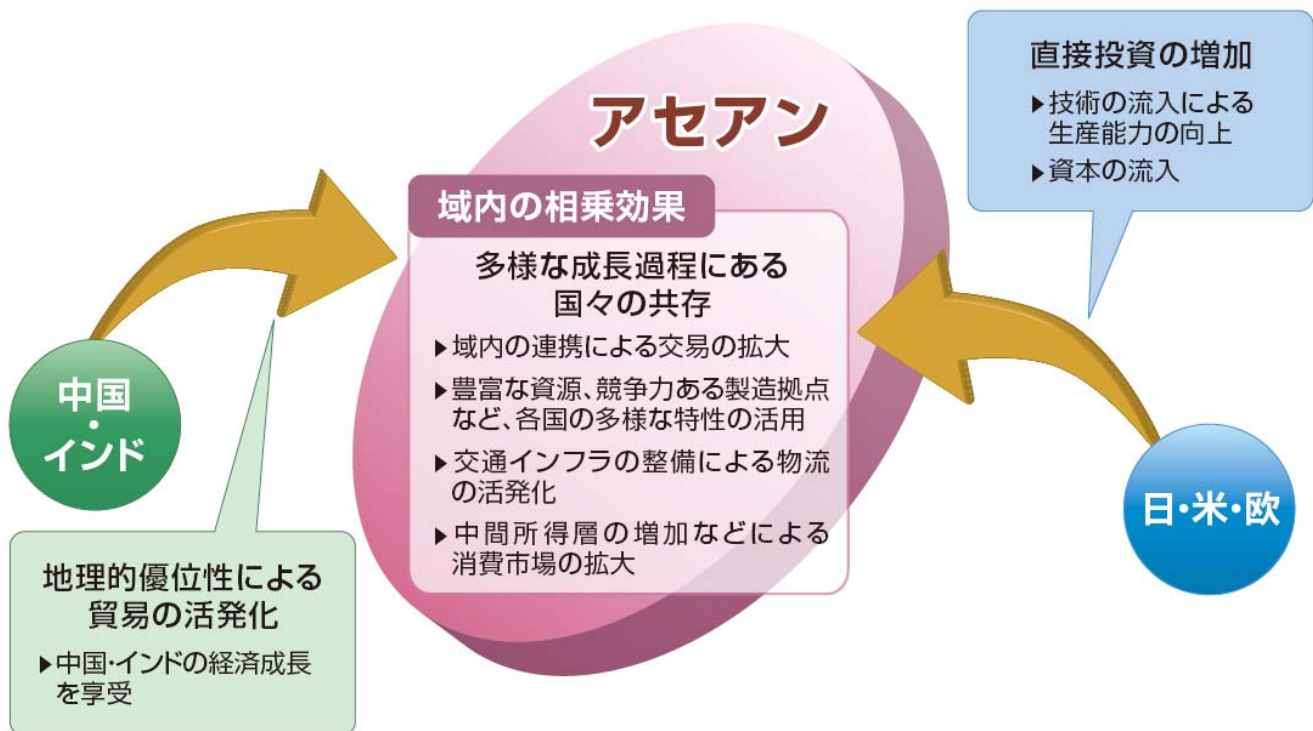 アセアン
域内の相乗効果
多様な成長過程にある
国々の共存
▶域内の連携による交易の拡大
▶豊富な資源、競争力ある製造拠点
など、各国の多様な特性の活用
▶交通インフラの整備による物流
の活発化
▶中間所得層の増加などによる
消費市場の拡大
中国
・
インド
地理的優位性による
貿易の活発化
▶中国・インドの経済成長
を享受
直接投資の増加
▶技術の流入による
生産能力の向上
▶資本の流入
日・米・欧